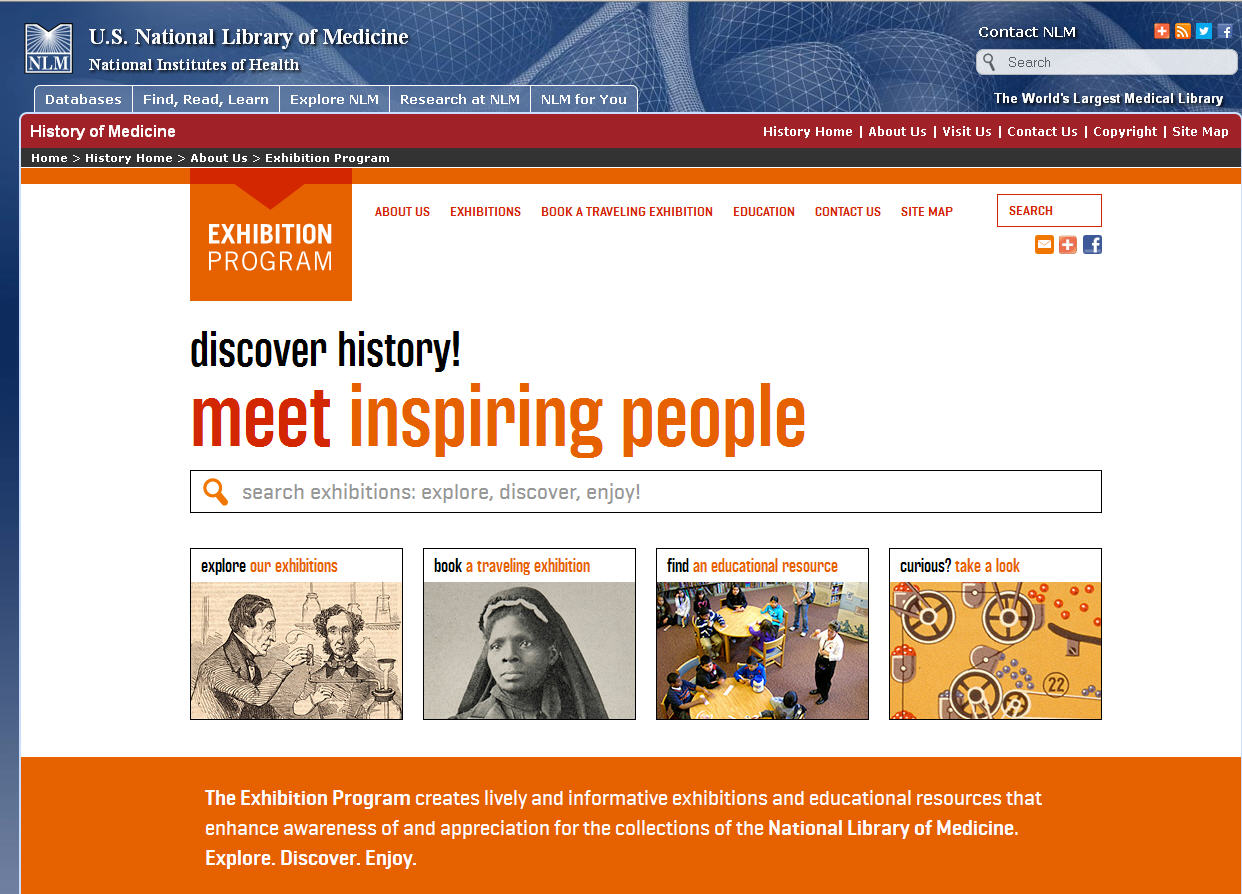 NLM
U.S. National Library of Medicine
National Institutes of Health
Contact NLM
Search
Databases Find, Read, Learn Explore NLM Research at NLM NLM for You
The World's Largest Medical Library
History of Medicine
History Home | About Us | Visit Us | Contact Us | Copyright | Site Map
Home > History Home > About Us > Exhibition Program
EXHIBITION
PROGRAM
ABOUT US EXHIBITIONS BOOK A TRAVELING EXHIBITION EDUCATION CONTACT US SITE MAP
SEARCH
discover history!
meet inspiring people
search exhibitions: explore, discover, enjoy!
explore our exhibitions
book a traveling exhibition
find an educational resource
curious? take a look
22
The Exhibition Program creates lively and informative exhibitions and educational resources that
enhance awareness of and appreciation for the collections of the National Library of Medicine.
Explore. Discover. Enjoy.